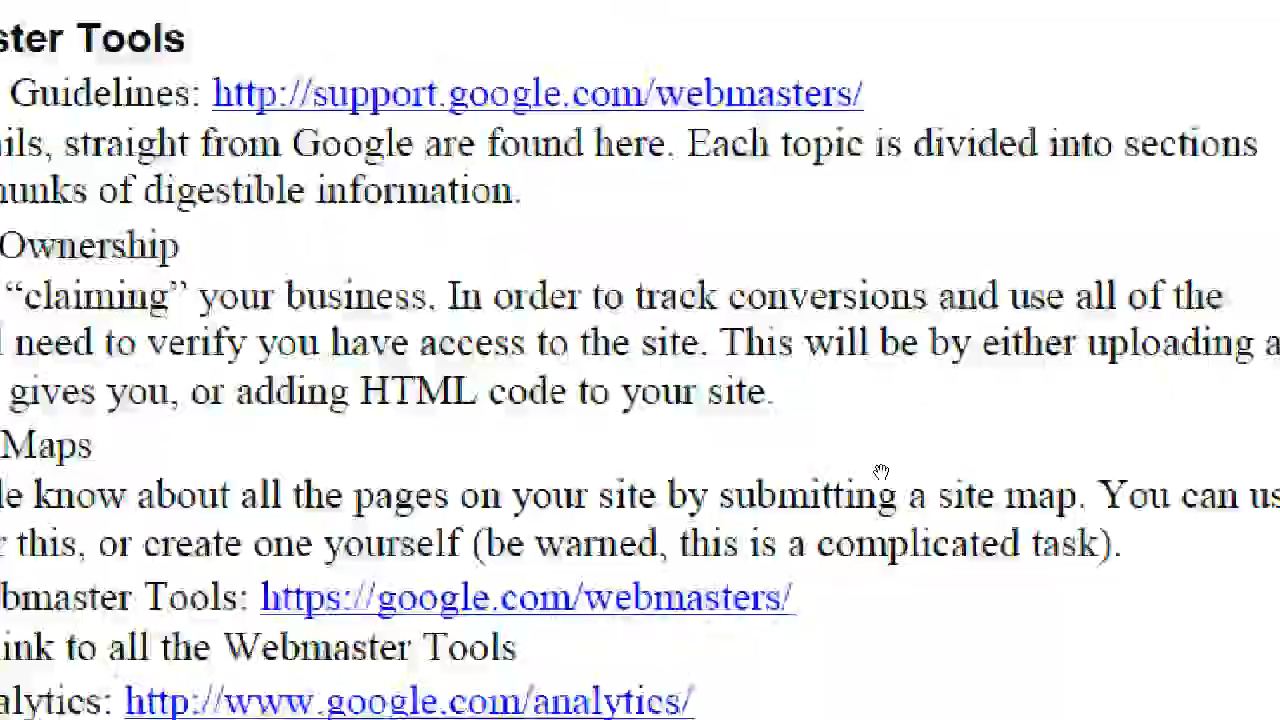 ster Tools
Guidelines: http://support.google.com/webmasters/
ils, straight from Google are found here. Each topic is divided into sections
hunks of digestible information.
Ownership
“claiming” your business. In order to track conversions and use all of the
need to verify you have access to the site. This will be by either uploading a
gives you, or adding HTML code to your site.
Maps
le know about all the pages on your site by submitting a site map. You can us
r this, or create one yourself (be warned, this is a complicated task).
bmaster Tools: https://google.com/webmasters/
ink to all the Webmaster Tools
alytics: http://www.google.com/analytics/